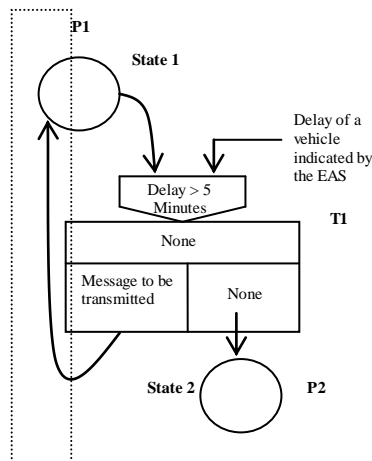 P1
State 1
Delay of a
vehicle
indicated by
the EAS
Delay > 5
Minutes
T1
None
Message to be
transmitted
None
State 2
P2